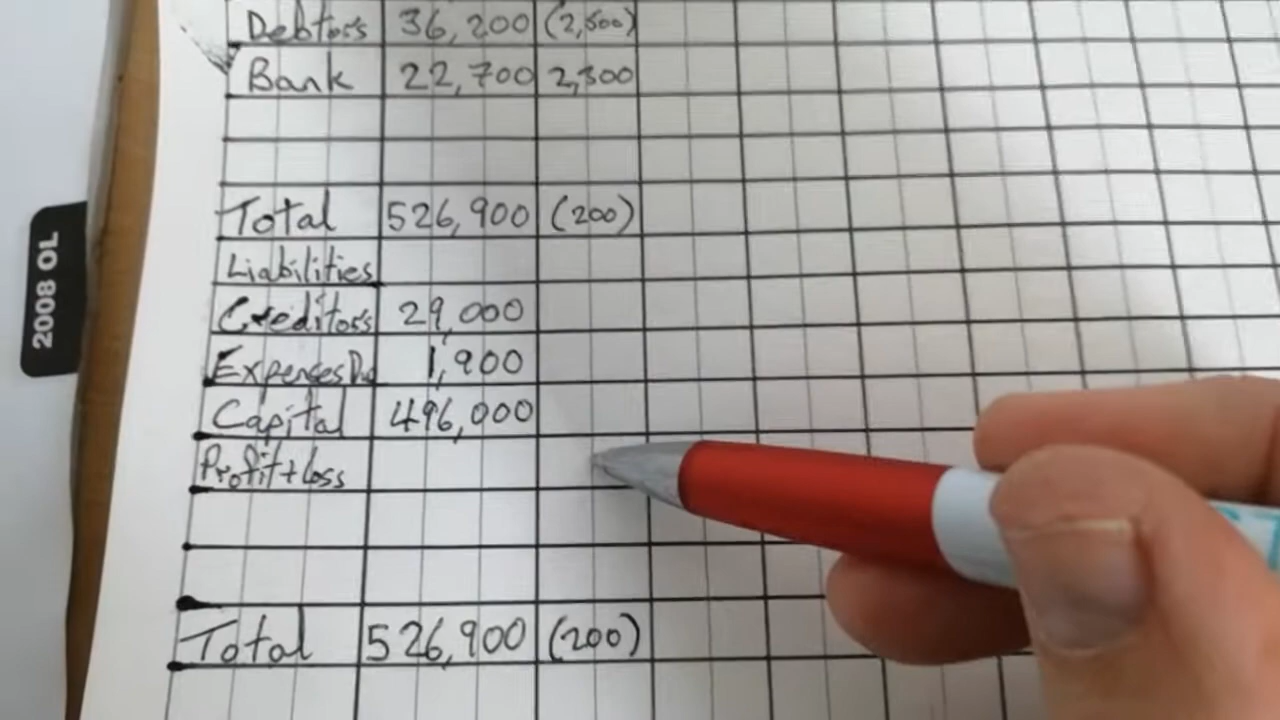 Debtors 36,200 (2,500)
Bank 22,700 2,300
Total 526,900 (200)
Liabilities
Creditors 29,000
Expenses Due 1,900
Capital 496,000
Profit + Loss
Total 526,900 (200)
2008 OL